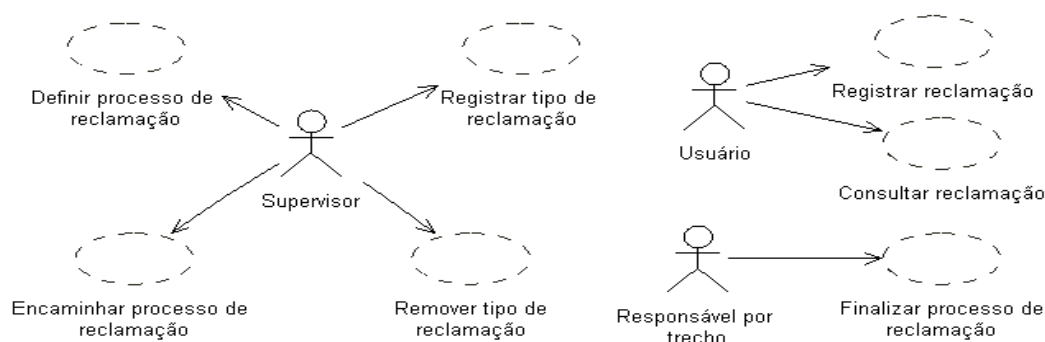 Definir processo de
reclamação
Registrar tipo de
reclamação
Supervisor
Encaminhar processo de
reclamação
Remover tipo de
reclamação
Usuário
Registrar reclamação
Consultar reclamação
Responsável por
trecho
Finalizar processo de
reclamação